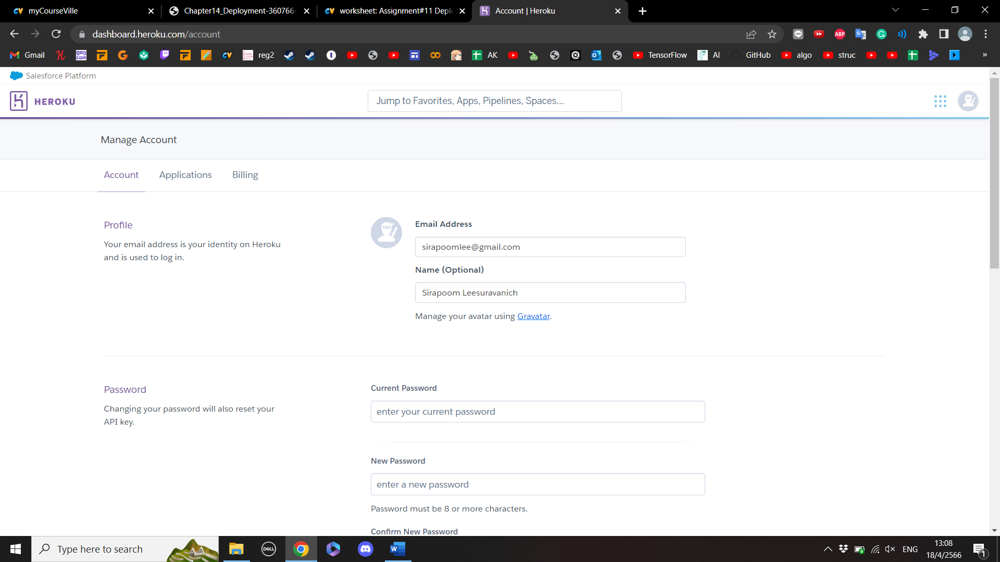 myCourseVille
Chapter14_Deployment-360766-
worksheet: Assignment#11 Depl
Account | Heroku
dashboard.heroku.com/account
ABP
Gmail
reg2
AK
TensorFlow
AI
GitHub
algo
struc
»
Salesforce Platform
HEROKU
Jump to Favorites, Apps, Pipelines, Spaces...
Manage Account
Account
Applications
Billing
Profile
Your email address is your identity on Heroku
and is used to log in.
Email Address
sirapoomlee@gmail.com
Name (Optional)
Sirapoom Leesuravanich
Manage your avatar using Gravatar.
Password
Changing your password will also reset your
API key.
Current Password
enter your current password
New Password
enter a new password
Password must be 8 or more characters.
Confirm New Password
Type here to search
DELL
ENG
13:08
18/4/2566
1